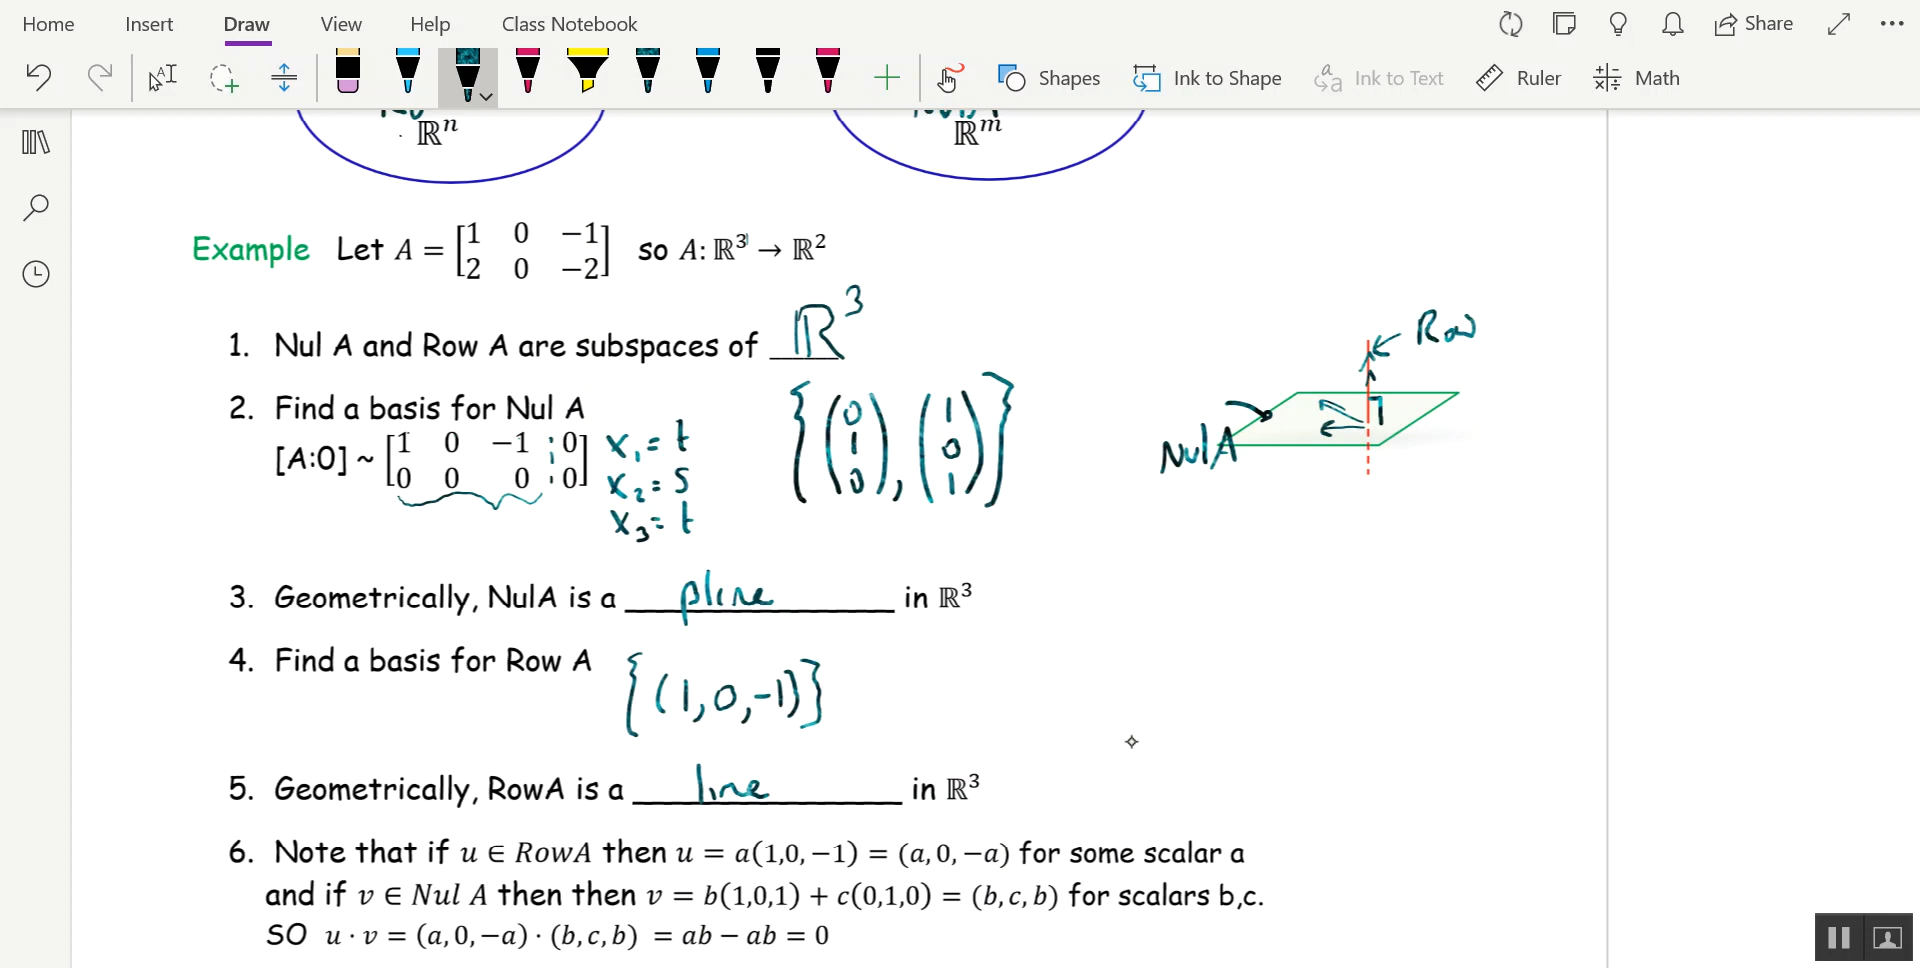 Home Insert Draw View Help Class Notebook Share
Shapes Ink to Shape Ink to Text Ruler Math
ℝⁿ ℝᵐ
Example Let A = [1 0 −1; 2 0 −2] so A: ℝ³ → ℝ²
1. Nul A and Row A are subspaces of ℝ³
Row
2. Find a basis for Nul A
[A:0] ~ [1 0 −1 ⋮ 0; 0 0 0 ⋮ 0]
x₁ = t
x₂ = s
x₃ = t
{(0 1 0), (1 0 1)}
Nul A
3. Geometrically, NulA is a plane in ℝ³
4. Find a basis for Row A {(1, 0, -1)}
5. Geometrically, RowA is a line in ℝ³
6. Note that if u ∈ RowA then u = a(1,0,−1) = (a, 0, −a) for some scalar a
and if v ∈ Nul A then then v = b(1,0,1) + c(0,1,0) = (b, c, b) for scalars b,c.
SO u · v = (a, 0, −a) · (b, c, b) = ab − ab = 0